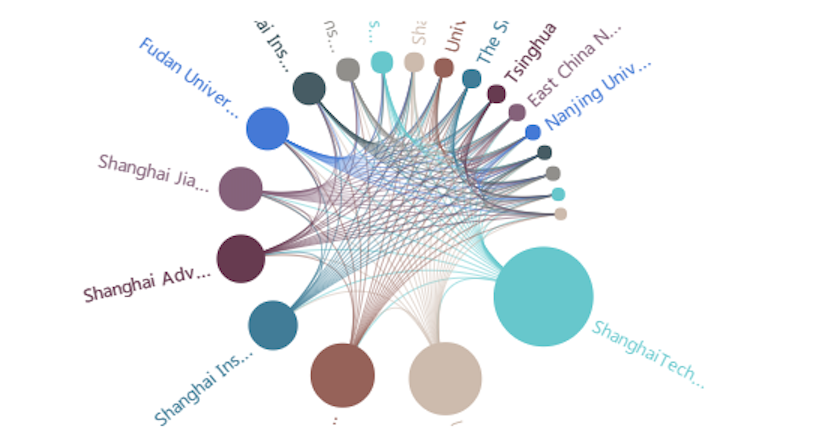 ai Ins...
ns...
s...
Sha
Univ
The S
Tsinghua
East China N...
Nanjing Univ...
Fudan Univer...
Shanghai Jia...
Shanghai Adv...
Shanghai Ins...
ShanghaiTech...